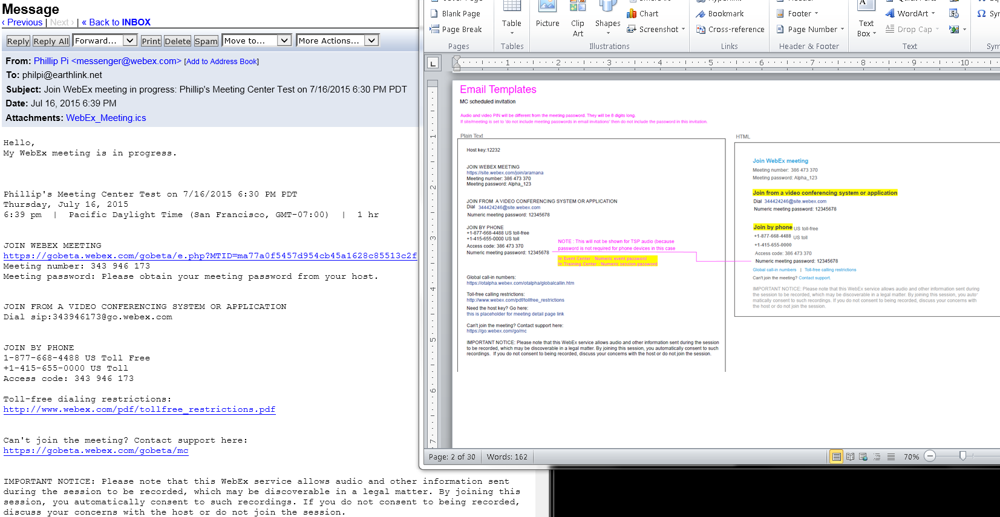 Message
‹ Previous | Next › | « Back to INBOX
Reply Reply All Forward... Print Delete Spam Move to... More Actions...
From: Phillip Pi <messenger@webex.com> [Add to Address Book]
To: philpi@earthlink.net
Subject: Join WebEx meeting in progress: Phillip's Meeting Center Test on 7/16/2015 6:30 PM PDT
Date: Jul 16, 2015 6:39 PM
Attachments: WebEx_Meeting.ics
Hello,
My WebEx meeting is in progress.
Phillip's Meeting Center Test on 7/16/2015 6:30 PM PDT
Thursday, July 16, 2015
6:39 pm | Pacific Daylight Time (San Francisco, GMT-07:00) | 1 hr
JOIN WEBEX MEETING
https://gobeta.webex.com/gobeta/e.php?MTID=ma77a0f5457d954cb45a1628c85513c2f
Meeting number: 343 946 173
Meeting password: Please obtain your meeting password from your host.
JOIN FROM A VIDEO CONFERENCING SYSTEM OR APPLICATION
Dial sip:343946173@go.webex.com
JOIN BY PHONE
1-877-668-4488 US Toll Free
+1-415-655-0000 US Toll
Access code: 343 946 173
Toll-free dialing restrictions:
http://www.webex.com/pdf/tollfree_restrictions.pdf
Can't join the meeting? Contact support here:
https://gobeta.webex.com/gobeta/mc
IMPORTANT NOTICE: Please note that this WebEx service allows audio and other information sent
during the session to be recorded, which may be discoverable in a legal matter. By joining this
session, you automatically consent to such recordings. If you do not consent to being recorded,
discuss your concerns with the host or do not join the session.
Blank Page
Page Break
Pages
Table
Tables
Picture
Clip
Art
Shapes
Chart
Screenshot
Illustrations
Bookmark
Cross-reference
Links
Footer
Page Number
Header & Footer
Text
Box
WordArt
Drop Cap
Text
1 2 3 4 5 6 7 8 9 10
1
2
3
4
5
6
7
Email Templates
MC scheduled invitation
Audio and video PIN will be different from the meeting password. They will be 8 digits long.
If site/meeting is set to 'do not include meeting passwords in email invitations' then do not include the password in this invitation.
Plain Text
Host key:12232
JOIN WEBEX MEETING
https://site.webex.com/join/aramana
Meeting number: 386 473 370
Meeting password: Alpha_123
JOIN FROM A VIDEO CONFERENCING SYSTEM OR APPLICATION
Dial 344424246@site.webex.com
Numeric meeting password: 12345678
JOIN BY PHONE
+1-877-668-4488 US toll-free
+1-415-655-0000 US toll
Access code: 386 473 370
Numeric meeting password: 12345678
NOTE : This will not be shown for TSP audio (because
password is not required for phone devices in this case
In Event Center : Numeric event password
In Training Center : Numeric session password
Global call-in numbers:
https://otalpha.webex.com/otalpha/globalcallin.htm
Toll-free calling restrictions:
http://www.webex.com/pdf/tollfree_restrictions
Need the host key? Go here:
this is placeholder for meeting detail page link
Can't join the meeting? Contact support here:
https://go.webex.com/go/mc
IMPORTANT NOTICE: Please note that this WebEx service allows audio and other information sent during the session
to be recorded, which may be discoverable in a legal matter. By joining this session, you automatically consent to such
recordings. If you do not consent to being recorded, discuss your concerns with the host or do not join the session.
HTML
Join WebEx meeting
Meeting number: 386 473 370
Meeting password: Alpha_123
Join from a video conferencing system or application
Dial 344424246@site.webex.com
Numeric meeting password: 12345678
Join by phone US toll-free
+1-877-668-4488 US toll
+1-415-655-0000
Access code: 386 473 370
Numeric meeting password: 12345678
Global call-in numbers | Toll-free calling restrictions
Can't join the meeting? Contact support.
IMPORTANT NOTICE: Please note that this WebEx service allows audio and other information sent during
the session to be recorded, which may be discoverable in a legal matter. By joining this session, you auto'
matically consent to such recordings. If you do not consent to being recorded, discuss your concerns with
the host or do not join the session.
Page: 2 of 30 Words: 162 70%